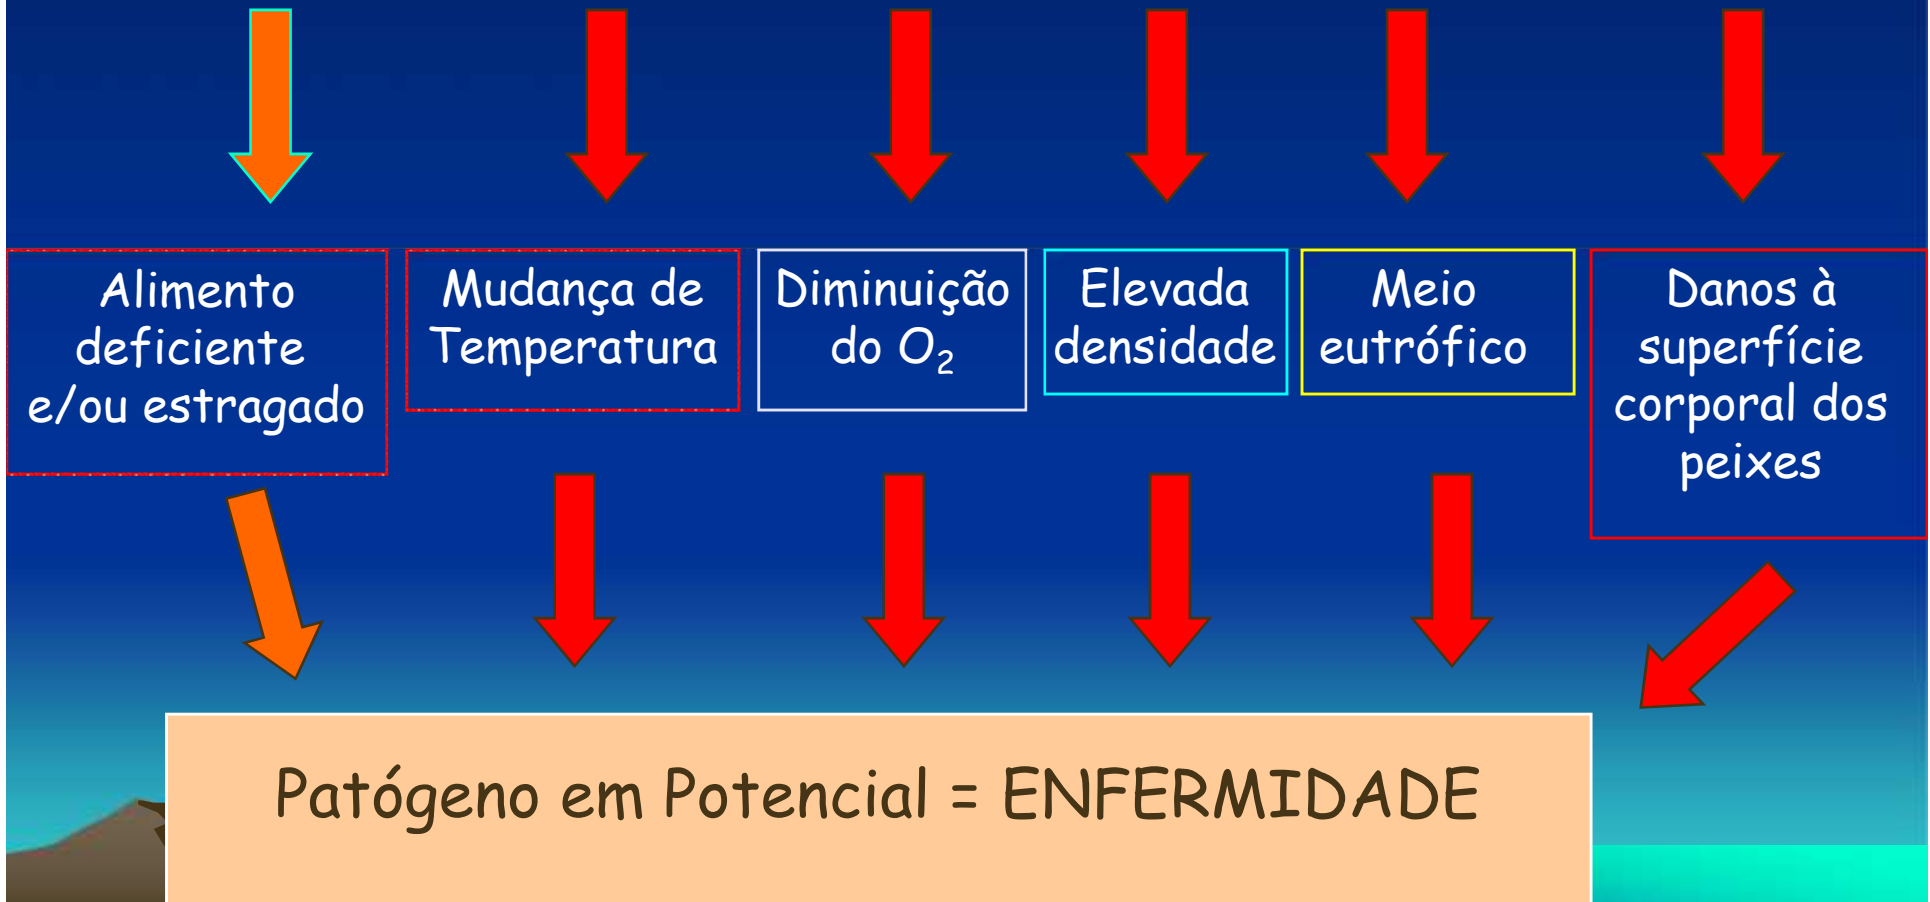 Alimento
deficiente
e/ou estragado
Mudança de
Temperatura
Diminuição
do O₂
Elevada
densidade
Meio
eutrófico
Danos à
superfície
corporal dos
peixes
Patógeno em Potencial = ENFERMIDADE